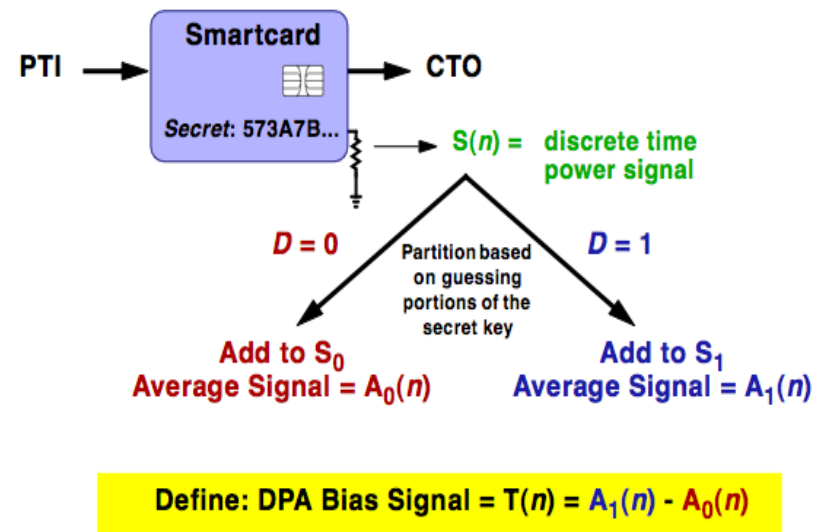 Smartcard
PTI
CTO
Secret: 573A7B...
S(n) = discrete time
power signal
D = 0
D = 1
Partition based
on guessing
portions of the
secret key
Add to S₀
Average Signal = A₀(n)
Add to S₁
Average Signal = A₁(n)
Define: DPA Bias Signal = T(n) = A₁(n) - A₀(n)